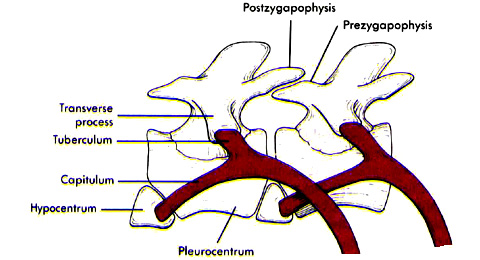 Postzygapophysis
Prezygapophysis
Transverse
process
Tuberculum
Capitulum
Hypocentrum
Pleurocentrum